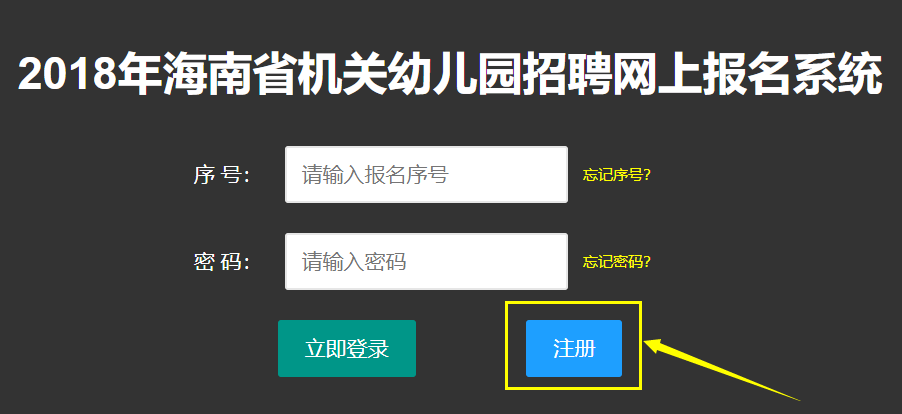 2018年海南省机关幼儿园招聘网上报名系统
序 号： 请输入报名序号 忘记序号？
密 码： 请输入密码 忘记密码？
立即登录 注册